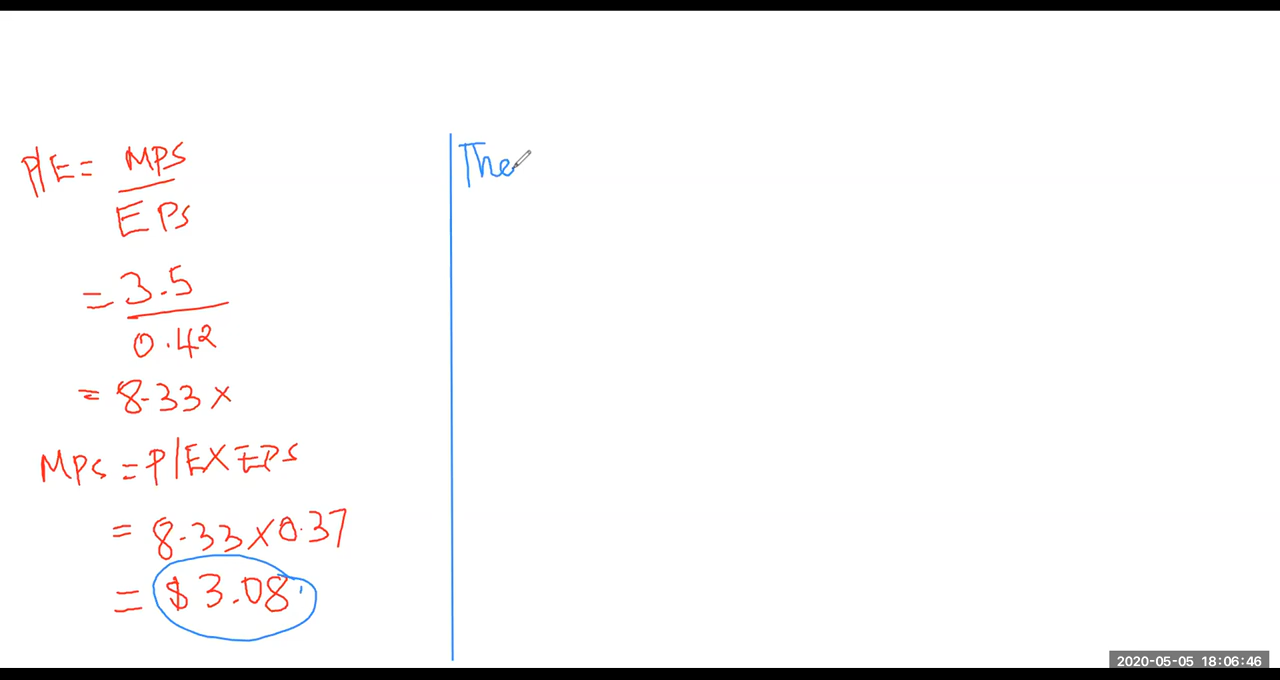 P/E = MPS
EPS
= 3.5
0.42
= 8.33 x
MPS = P/E X EPS
= 8.33 X 0.37
= $3.08
The
2020-05-05 18:06:46